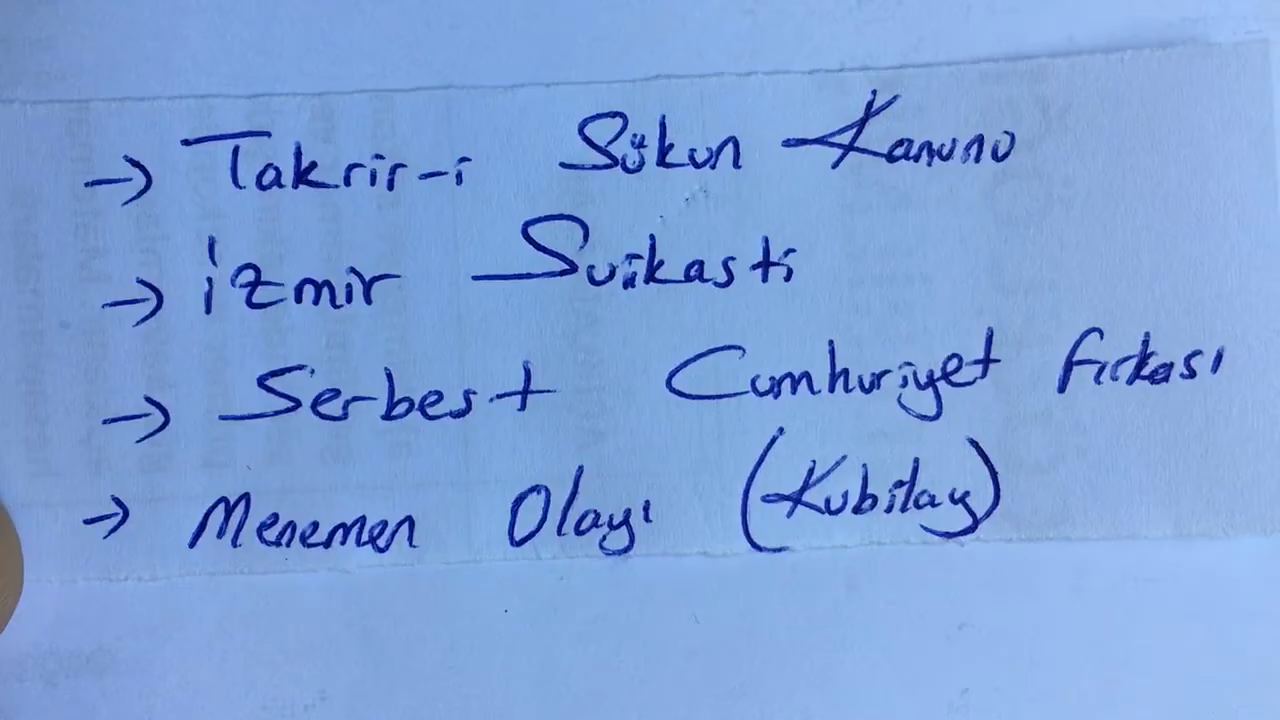 → Takrir-i Sükun Kanunu
→ İzmir Suikasti
→ Serbest Cumhuriyet Fırkası
→ Menemen Olayı (Kubilay)